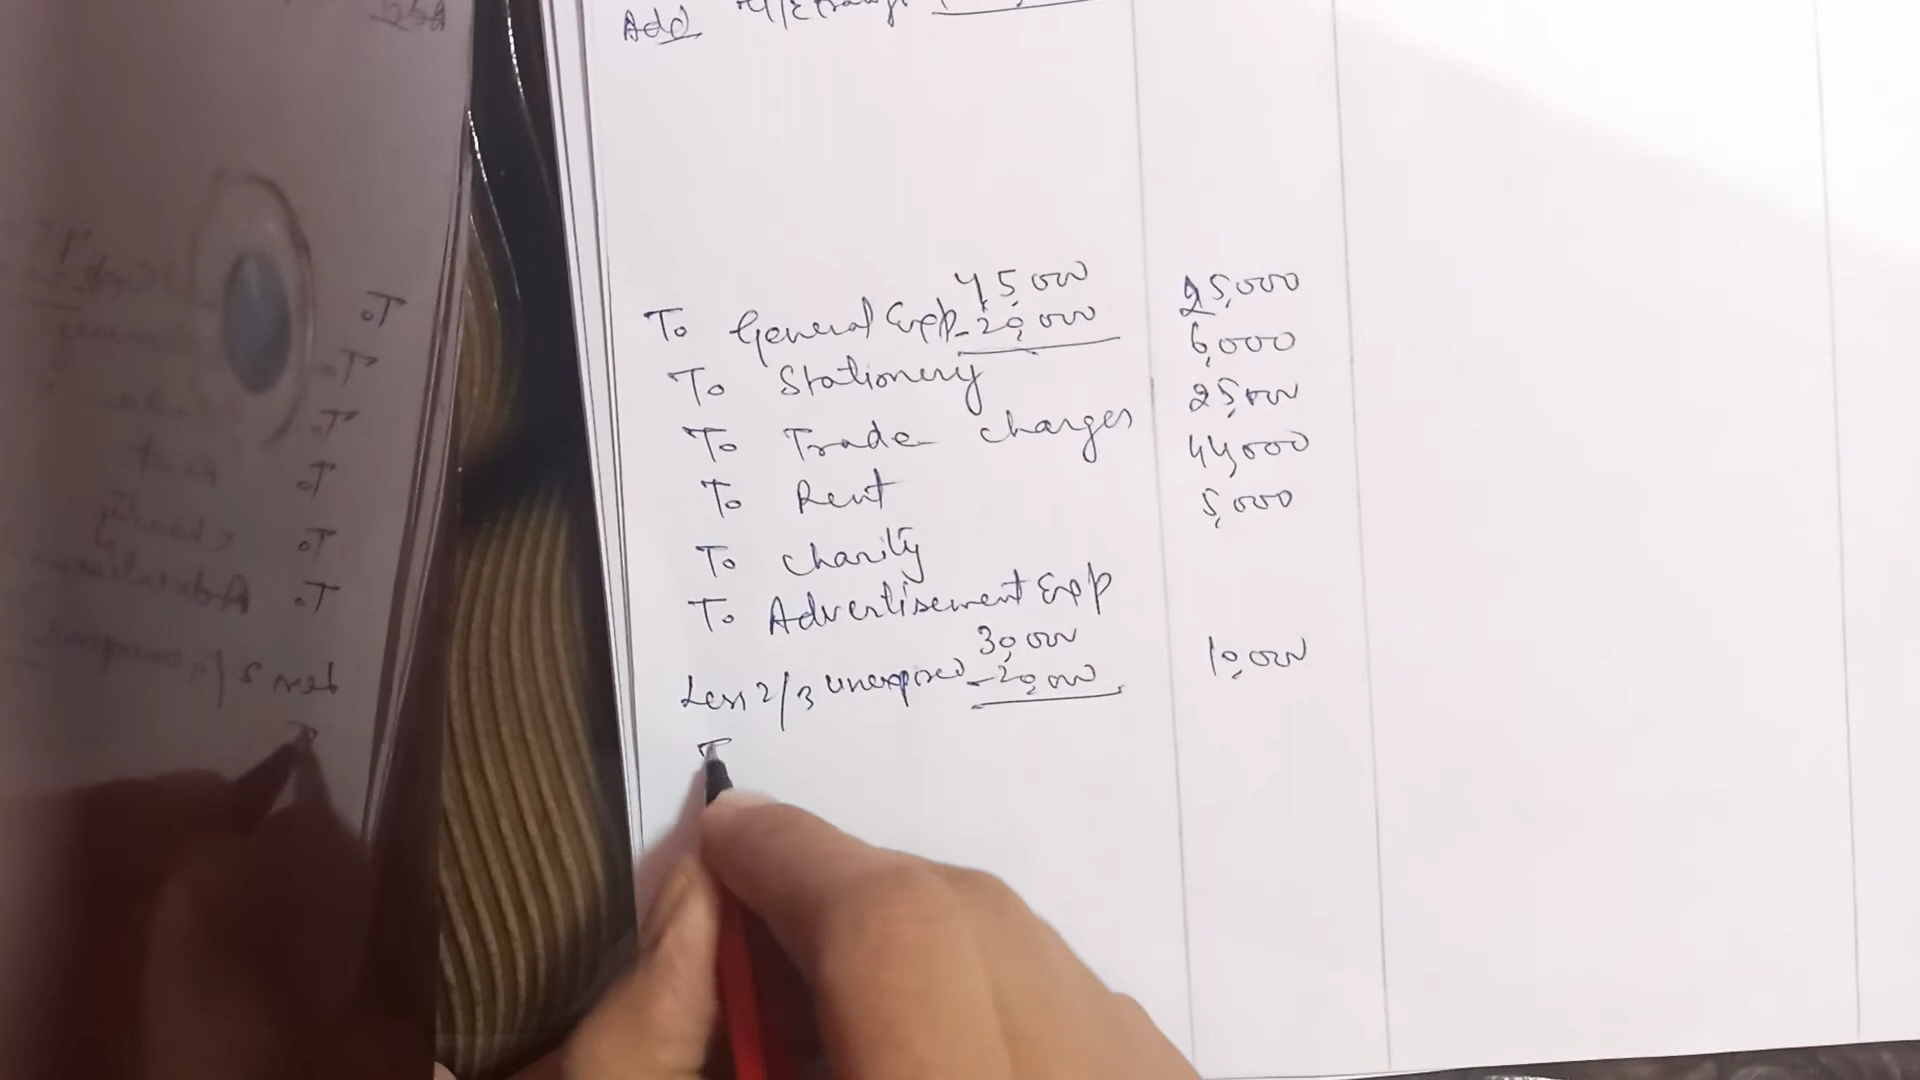 Add
45,000
To General Exp - 20,000 25,000
To Stationery 6,000
To Trade charges 25,000
To Rent 44,000
To charity 5,000
To Advertisement Exp
30,000
Less 2/3 unexpired - 20,000 10,000
T